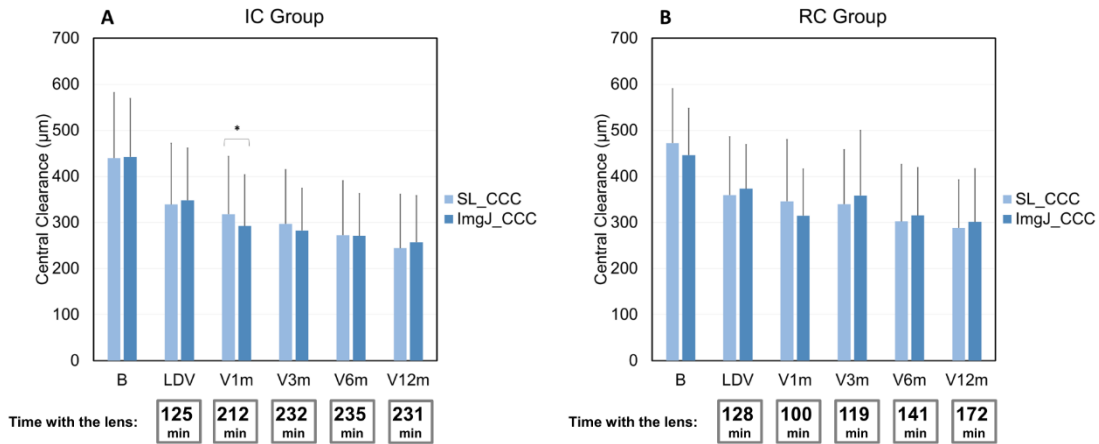 A IC Group
Central Clearance (µm)
700
600
500
400
300
200
100
0
*
B LDV V1m V3m V6m V12m
SL_CCC
ImgJ_CCC
Time with the lens: 125 min 212 min 232 min 235 min 231 min
B RC Group
Central Clearance (µm)
700
600
500
400
300
200
100
0
B LDV V1m V3m V6m V12m
SL_CCC
ImgJ_CCC
Time with the lens: 128 min 100 min 119 min 141 min 172 min